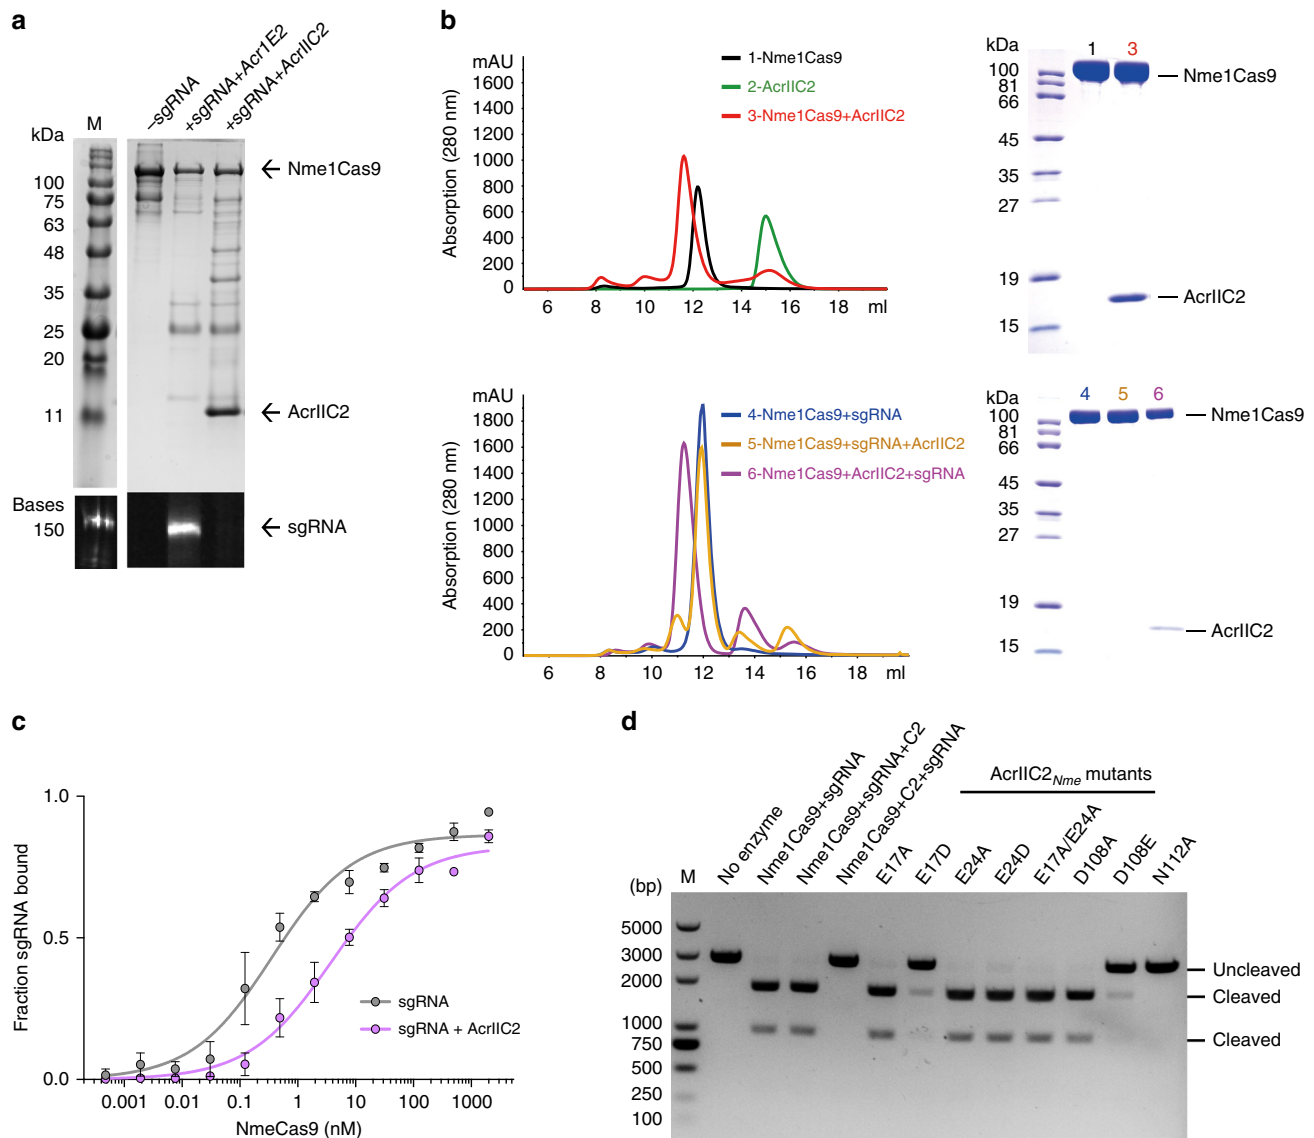 a
M
–sgRNA
+sgRNA+Acr1E2
+sgRNA+AcrIIC2
kDa
100
75
63
48
35
25
20
11
Nme1Cas9
AcrIIC2
Bases
150
sgRNA
b
mAU
1600
1400
1200
1000
800
600
400
200
0
Absorption (280 nm)
6 8 10 12 14 16 18 ml
1-Nme1Cas9
2-AcrIIC2
3-Nme1Cas9+AcrIIC2
kDa
1 3
100
81
66
45
35
27
19
15
Nme1Cas9
AcrIIC2
mAU
1800
1600
1400
1200
1000
800
600
400
200
0
Absorption (280 nm)
6 8 10 12 14 16 18 ml
4-Nme1Cas9+sgRNA
5-Nme1Cas9+sgRNA+AcrIIC2
6-Nme1Cas9+AcrIIC2+sgRNA
kDa
4 5 6
100
81
66
45
35
27
19
15
Nme1Cas9
AcrIIC2
c
1.0
0.5
0.0
Fraction sgRNA bound
sgRNA
sgRNA + AcrIIC2
0.001 0.01 0.1 1 10 100 1000
NmeCas9 (nM)
d
AcrIIC2Nme mutants
(bp)
M
No enzyme
Nme1Cas9+sgRNA
Nme1Cas9+sgRNA+C2
Nme1Cas9+C2+sgRNA
E17A
E17D
E24A
E24D
E17A/E24A
D108A
D108E
N112A
5000
3000
2000
1000
750
500
250
100
Uncleaved
Cleaved
Cleaved